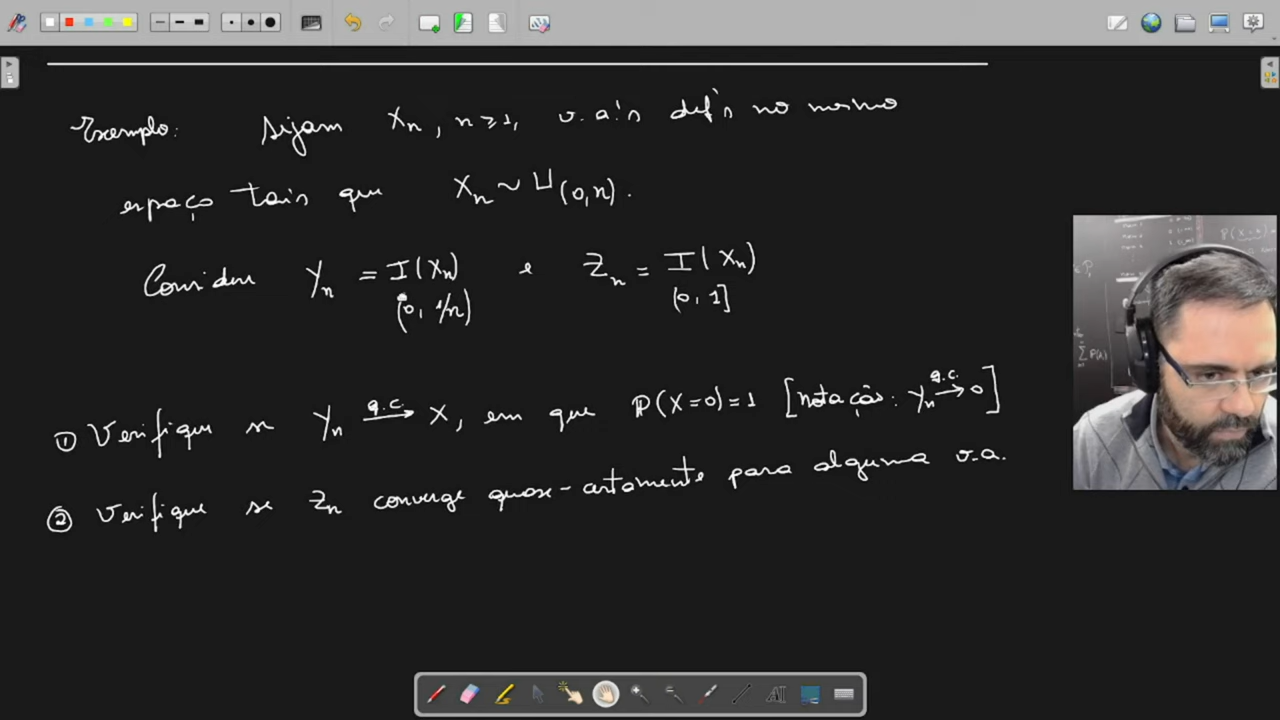 Exemplo: Sejam Xn, n ≥ 1, v.a's def's no mesmo
espaço tais que Xn ~ U(0,n).
Considere Yn = I(Xn) e Zn = I(Xn)
(0, 1/n) (0, 1]
① Verifique se Yn q.c.→ X, em que P(X=0)=1 [notação: Yn q.c.→ 0]
② Verifique se Zn converge quase-certamente para alguma v.a.